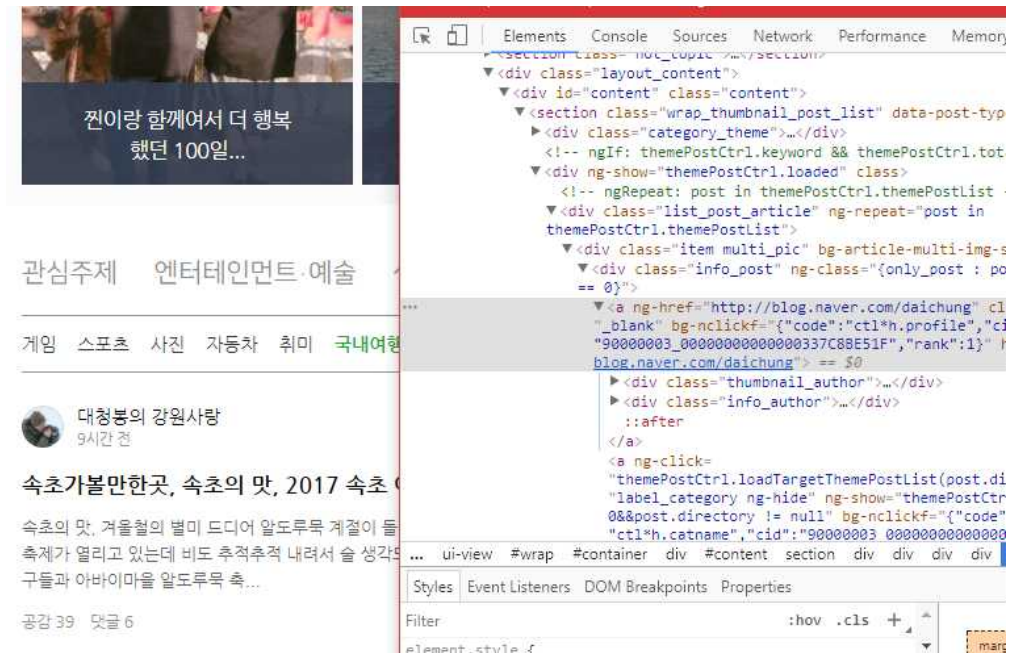 찐이랑 함께여서 더 행복
했던 100일...
관심주제 엔터테인먼트·예술
게임 스포츠 사진 자동차 취미 국내여행
대청봉의 강원사랑
9시간 전
속초가볼만한곳, 속초의 맛, 2017 속초
속초의 맛, 겨울철의 별미 드디어 알도루묵 계절이 돌
축제가 열리고 있는데 비도 추적추적 내려서 술 생각도
구들과 아바이마을 알도루묵 축...
공감 39 댓글 6
Elements Console Sources Network Performance Memory
<section class="hot_topic">…</section>
<div class="layout_content">
<div id="content" class="content">
<section class="wrap_thumbnail_post_list" data-post-typ
<div class="category_theme">…</div>
<!-- ngIf: themePostCtrl.keyword && themePostCtrl.tot
<div ng-show="themePostCtrl.loaded" class>
<!-- ngRepeat: post in themePostCtrl.themePostList -
<div class="list_post_article" ng-repeat="post in
themePostCtrl.themePostList">
<div class="item multi_pic" bg-article-multi-img-s
<div class="info_post" ng-class="{only_post : po
== 0}">
... <a ng-href="http://blog.naver.com/daichung" cl
"_blank" bg-nclickf="{"code":"ctl*h.profile","ci
"90000003_00000000000000337C8BE51F","rank":1}" h
blog.naver.com/daichung"> == $0
<div class="thumbnail_author">…</div>
<div class="info_author">…</div>
::after
</a>
<a ng-click=
"themePostCtrl.loadTargetThemePostList(post.di
"label_category ng-hide" ng-show="themePostCtr
0&&post.directory != null" bg-nclickf="{"code"
"ctl*h.catname","cid":"90000003_0000000000000
... ui-view #wrap #container div #content section div div div div
Styles Event Listeners DOM Breakpoints Properties
Filter :hov .cls +
element.style {
marg